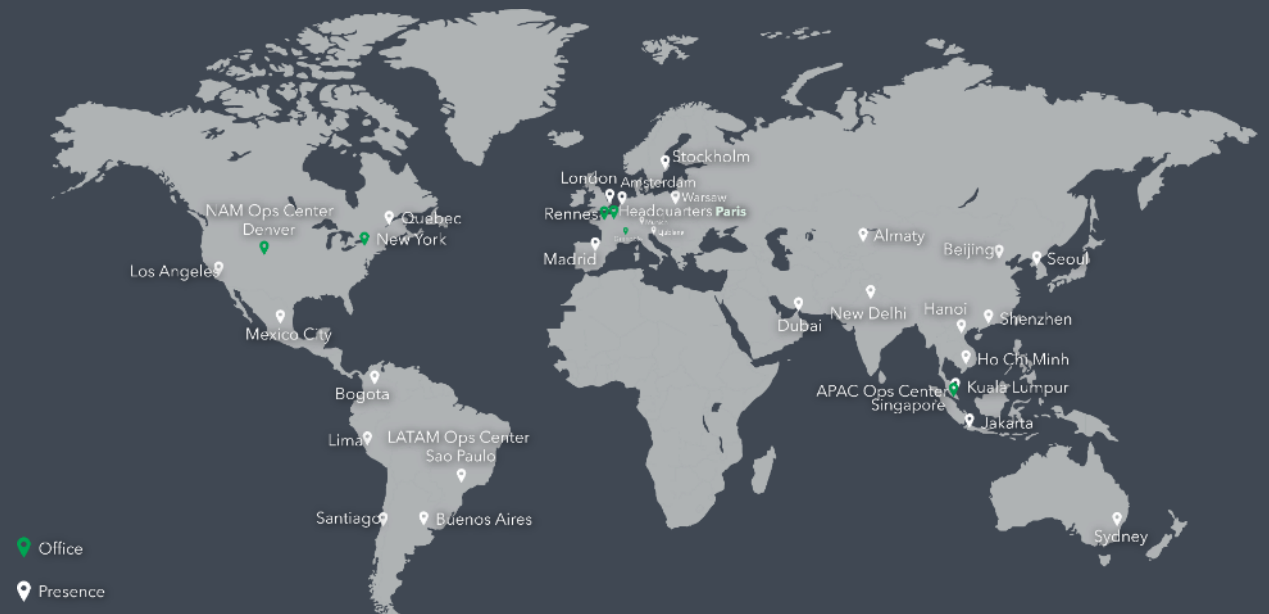 Stockholm
London
Amsterdam
Warsaw
NAM Ops Center
Denver
Quebec
Rennes
Headquarters Paris
New York
Almaty
Beijing
Seoul
Madrid
Los Angeles
Mexico City
Dubai
New Delhi
Hanoi
Shenzhen
Ho Chi Minh
Bogota
APAC Ops Center
Singapore
Kuala Lumpur
Jakarta
Lima
LATAM Ops Center
Sao Paulo
Santiago
Buenos Aires
Sydney
Office
Presence